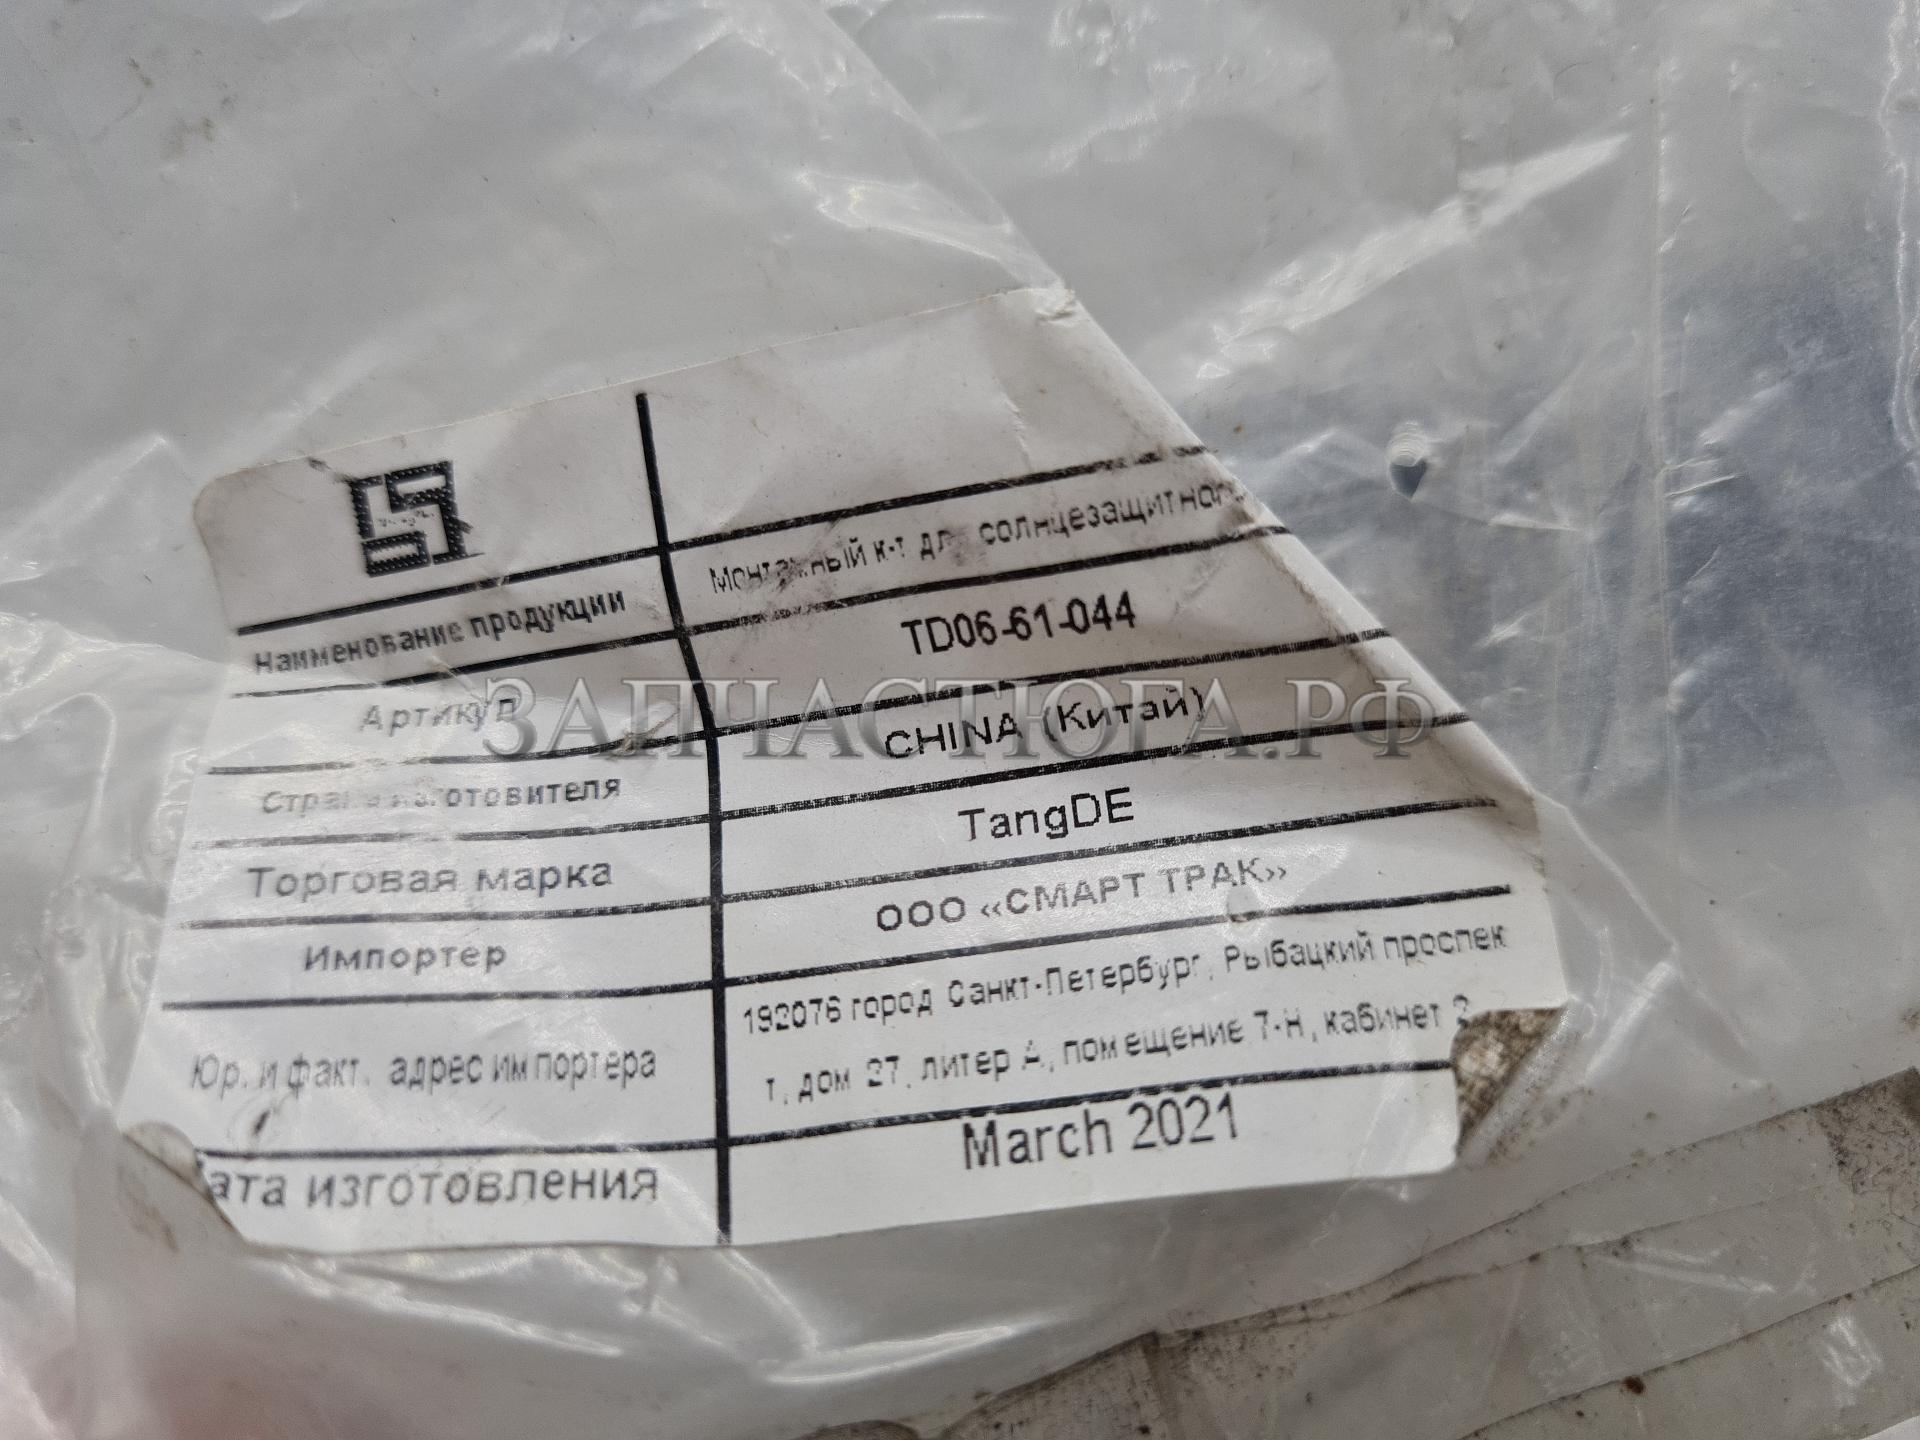 Наименование продукции Монтажный к-т для солнцезащитного
Артикул TD06-61-044
Страна изготовителя CHINA (Китай)
Торговая марка TangDE
Импортер ООО «СМАРТ ТРАК»
Юр. и факт. адрес импортера 192076 город Санкт-Петербург, Рыбацкий проспек
т, дом 27, литер А, помещение 7-Н, кабинет 2
ата изготовления March 2021
ЗАПЧАСТЮГА.РФ